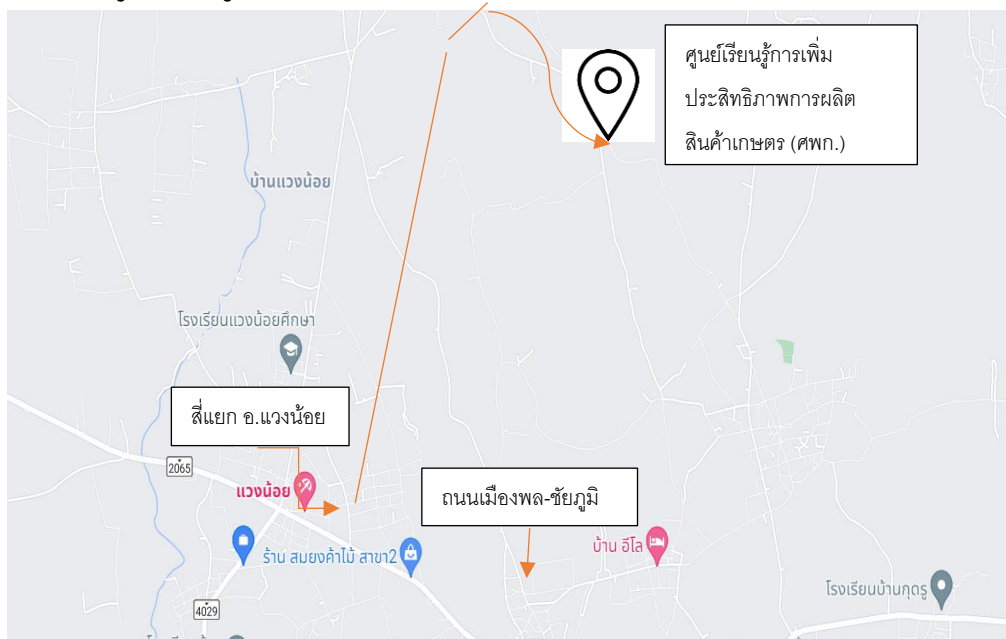 ศูนย์เรียนรู้การเพิ่ม
ประสิทธิภาพการผลิต
สินค้าเกษตร (ศพก.)
บ้านแวงน้อย
โรงเรียนแวงน้อยศึกษา
สี่แยก อ.แวงน้อย
2065
แวงน้อย
ถนนเมืองพล-ชัยภูมิ
ร้าน สมยงค้าไม้ สาขา2
บ้าน อีโล
โรงเรียนบ้านกุดรู
4029